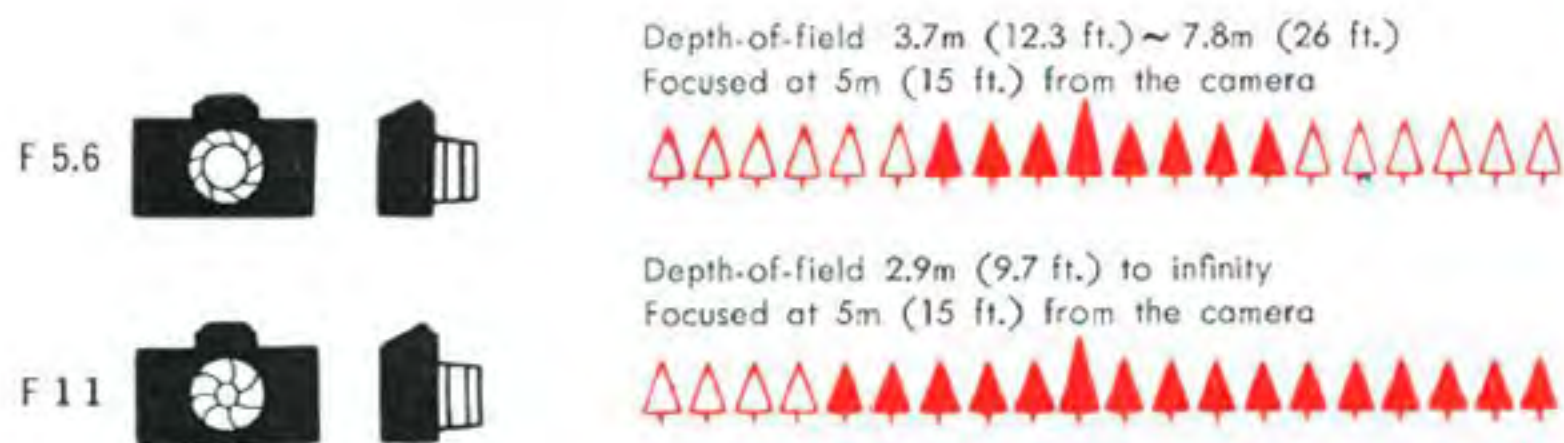 Depth-of-field 3.7m (12.3 ft.) ~ 7.8m (26 ft.)
Focused at 5m (15 ft.) from the camera
F 5.6
Depth-of-field 2.9m (9.7 ft.) to infinity
Focused at 5m (15 ft.) from the camera
F 11